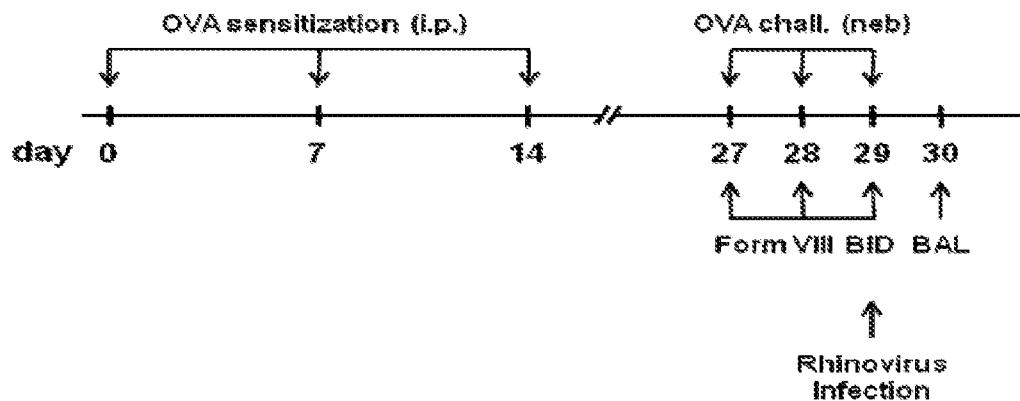 OVA sensitization (i.p.) OVA chall. (neb)
day 0 7 14 27 28 29 30
Form VIII BID BAL
Rhinovirus
Infection